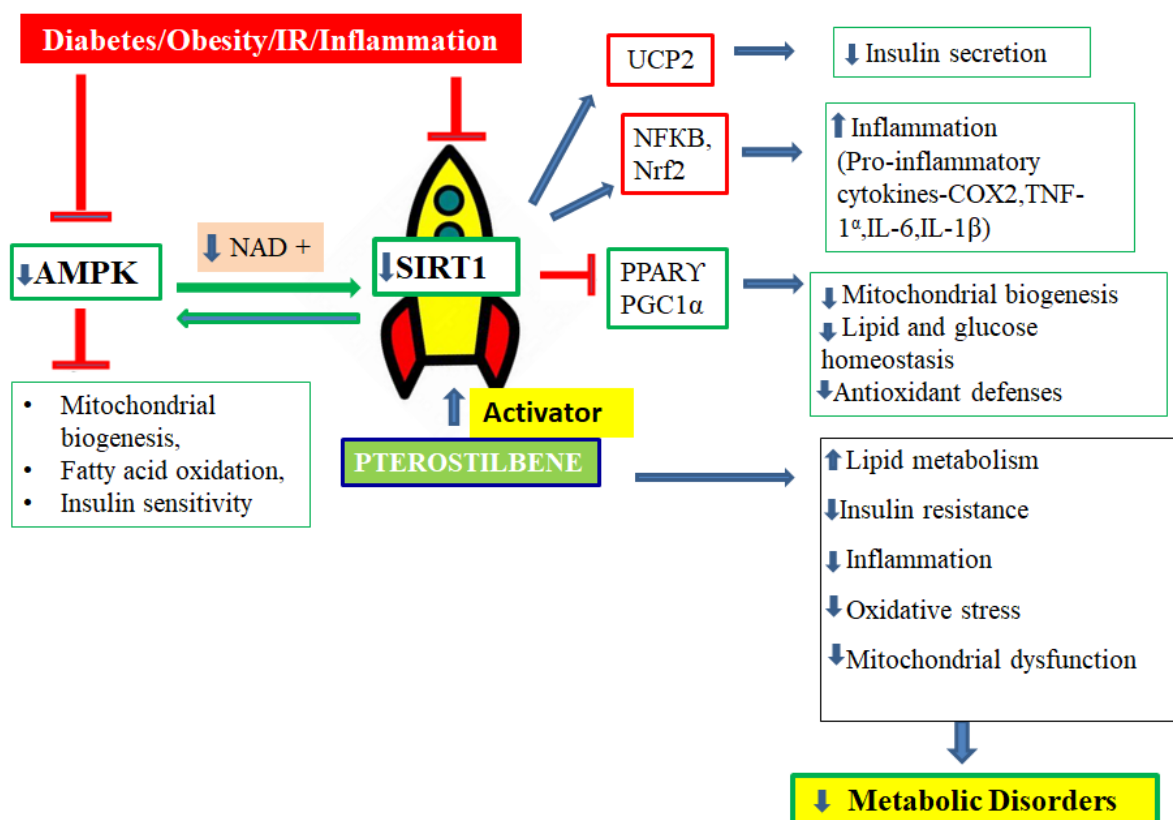 Diabetes/Obesity/IR/Inflammation
UCP2
↓ Insulin secretion
NFKB,
Nrf2
↑ Inflammation
(Pro-inflammatory
cytokines-COX2,TNF-
1ᵅ,IL-6,IL-1β)
↓ NAD +
↓AMPK
↓SIRT1
PPARϒ
PGC1α
↓ Mitochondrial biogenesis
↓ Lipid and glucose
homeostasis
↓Antioxidant defenses
• Mitochondrial
biogenesis,
• Fatty acid oxidation,
• Insulin sensitivity
↑ Activator
PTEROSTILBENE
↑ Lipid metabolism
↓Insulin resistance
↓ Inflammation
↓ Oxidative stress
↓Mitochondrial dysfunction
↓ Metabolic Disorders